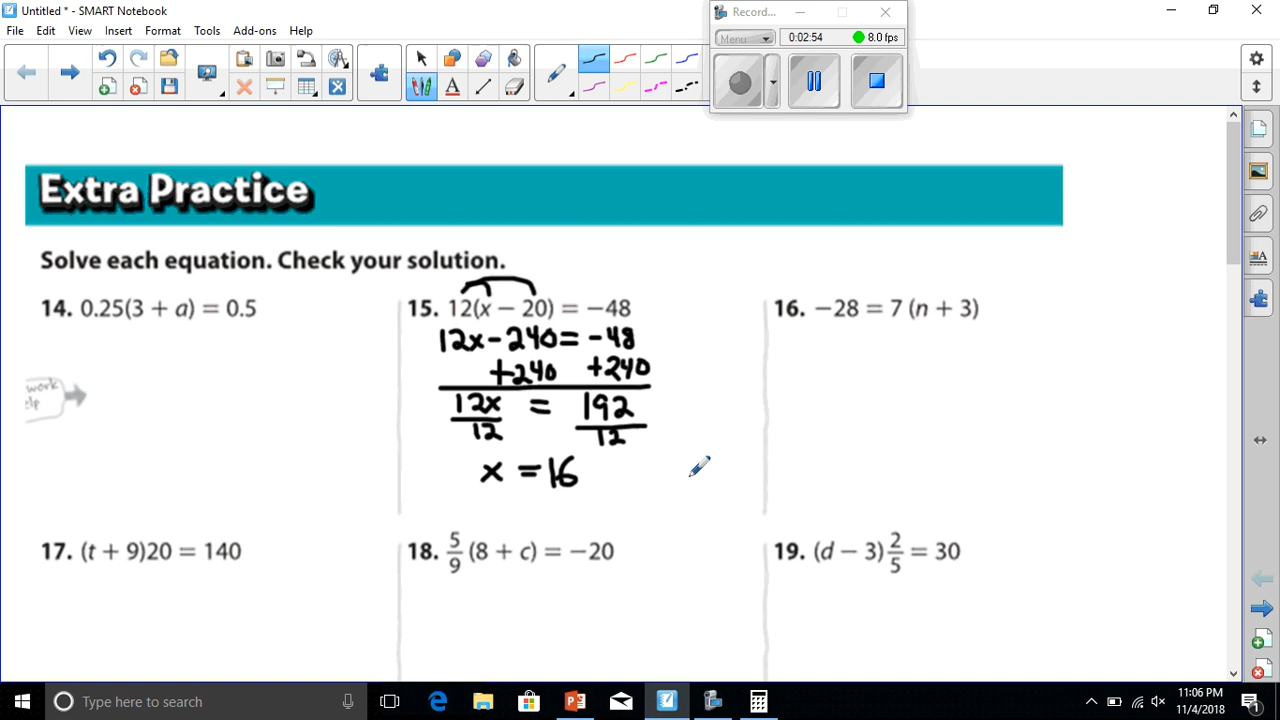 Untitled * - SMART Notebook
File Edit View Insert Format Tools Add-ons Help
Record...
Menu 0:02:54 8.0 fps
Extra Practice
Solve each equation. Check your solution.
14. 0.25(3 + a) = 0.5
15. 12(x − 20) = −48
12x - 240 = -48
+240 +240
12x = 192
12 12
x = 16
16. −28 = 7 (n + 3)
work
elp
17. (t + 9)20 = 140
18. 5/9 (8 + c) = −20
19. (d − 3) 2/5 = 30
Type here to search
11:06 PM
11/4/2018